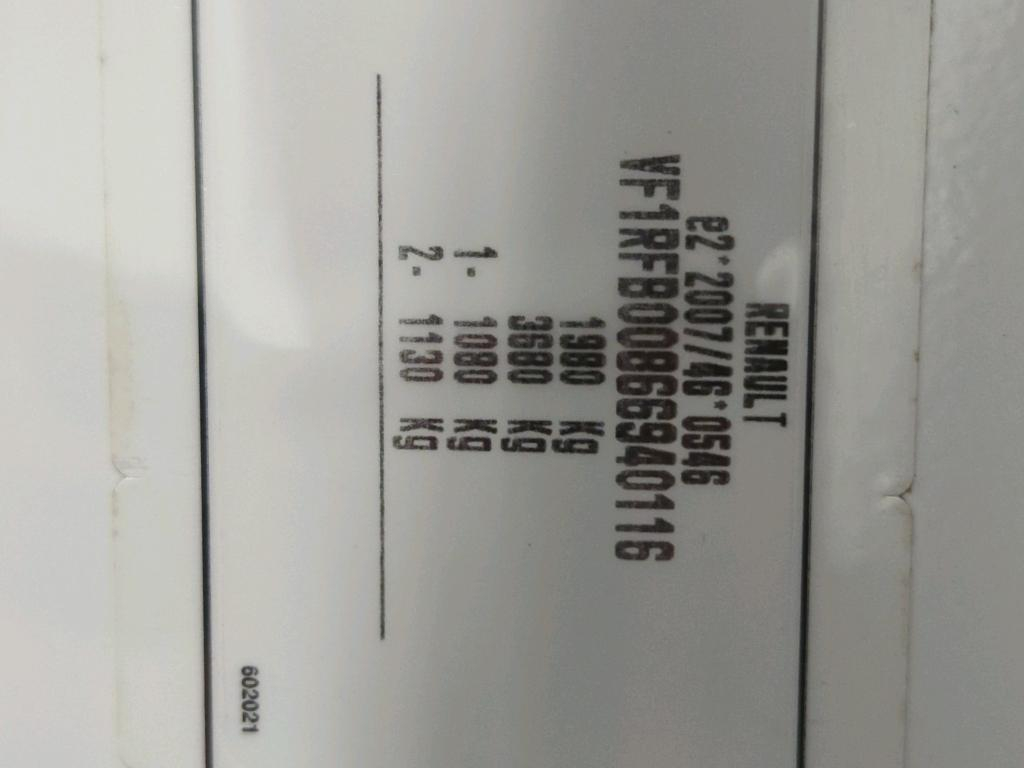 RENAULT
e2*2007/46*0546
VF1RFB00866940116
1980 Kg
3680 Kg
1- 1080 Kg
2- 1130 Kg
602021